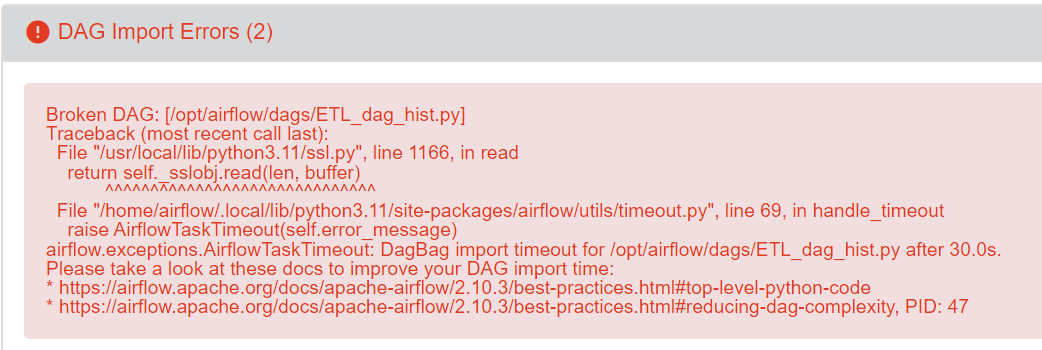 DAG Import Errors (2)
Broken DAG: [/opt/airflow/dags/ETL_dag_hist.py]
Traceback (most recent call last):
File "/usr/local/lib/python3.11/ssl.py", line 1166, in read
return self._sslobj.read(len, buffer)
^^^^^^^^^^^^^^^^^^^^^^^^^^^^^^
File "/home/airflow/.local/lib/python3.11/site-packages/airflow/utils/timeout.py", line 69, in handle_timeout
raise AirflowTaskTimeout(self.error_message)
airflow.exceptions.AirflowTaskTimeout: DagBag import timeout for /opt/airflow/dags/ETL_dag_hist.py after 30.0s.
Please take a look at these docs to improve your DAG import time:
* https://airflow.apache.org/docs/apache-airflow/2.10.3/best-practices.html#top-level-python-code
* https://airflow.apache.org/docs/apache-airflow/2.10.3/best-practices.html#reducing-dag-complexity, PID: 47